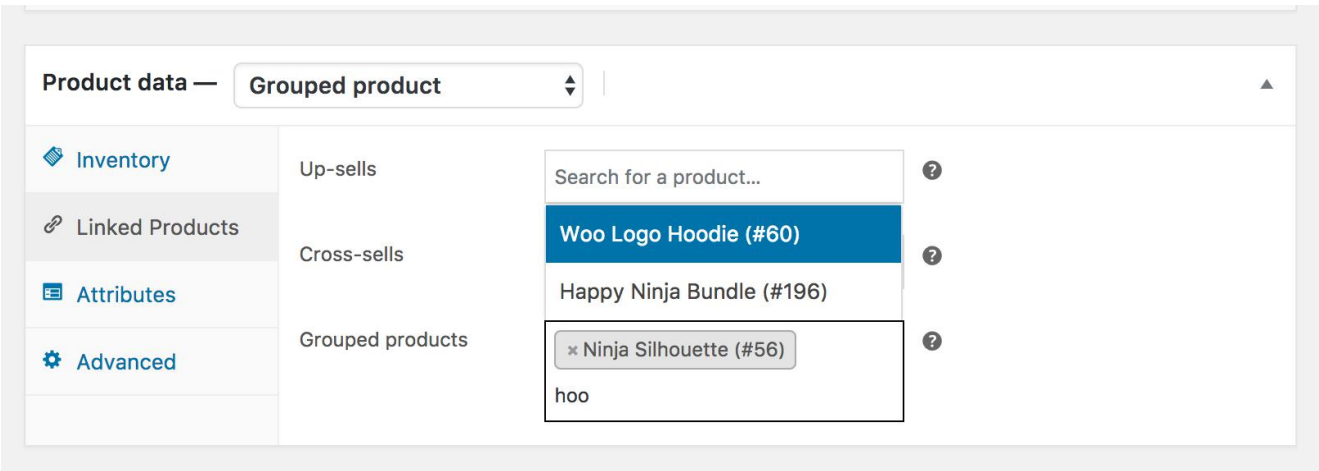 Product data — Grouped product
Inventory
Linked Products
Attributes
Advanced
Up-sells
Search for a product...
Woo Logo Hoodie (#60)
Cross-sells
Happy Ninja Bundle (#196)
Grouped products
× Ninja Silhouette (#56)
hoo